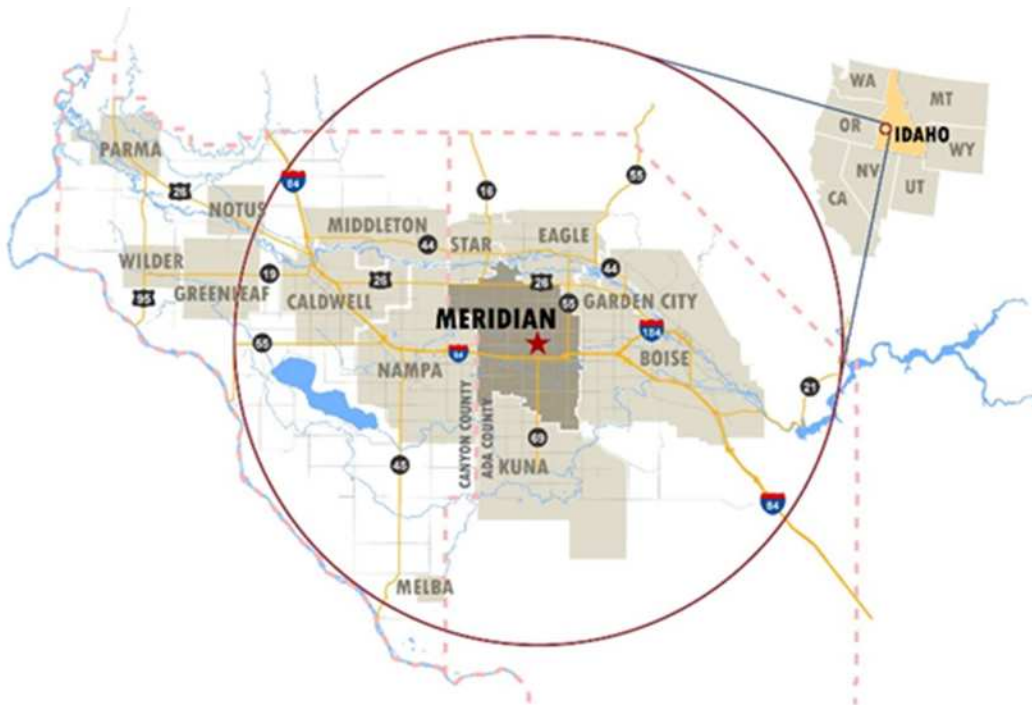 WA
MT
OR
IDAHO
WY
NV
UT
CA
PARMA
26
84
NOTUS
16
55
MIDDLETON
44
STAR
EAGLE
WILDER
19
26
26
44
95
GREENLEAF
CALDWELL
55
GARDEN CITY
MERIDIAN
184
55
84
BOISE
NAMPA
21
CANYON COUNTY
ADA COUNTY
69
KUNA
45
84
MELBA